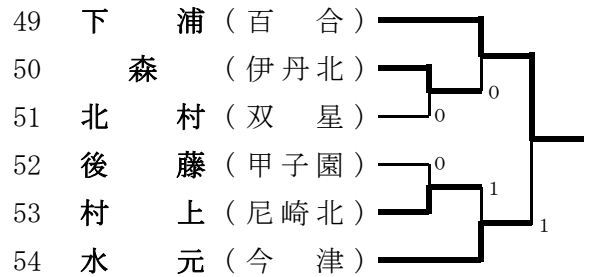 49 下 浦 (百 合)
50 森 (伊丹北) 0
51 北 村 (双 星) 0
52 後 藤 (甲子園) 0
53 村 上 (尼崎北) 1
54 水 元 (今 津) 1